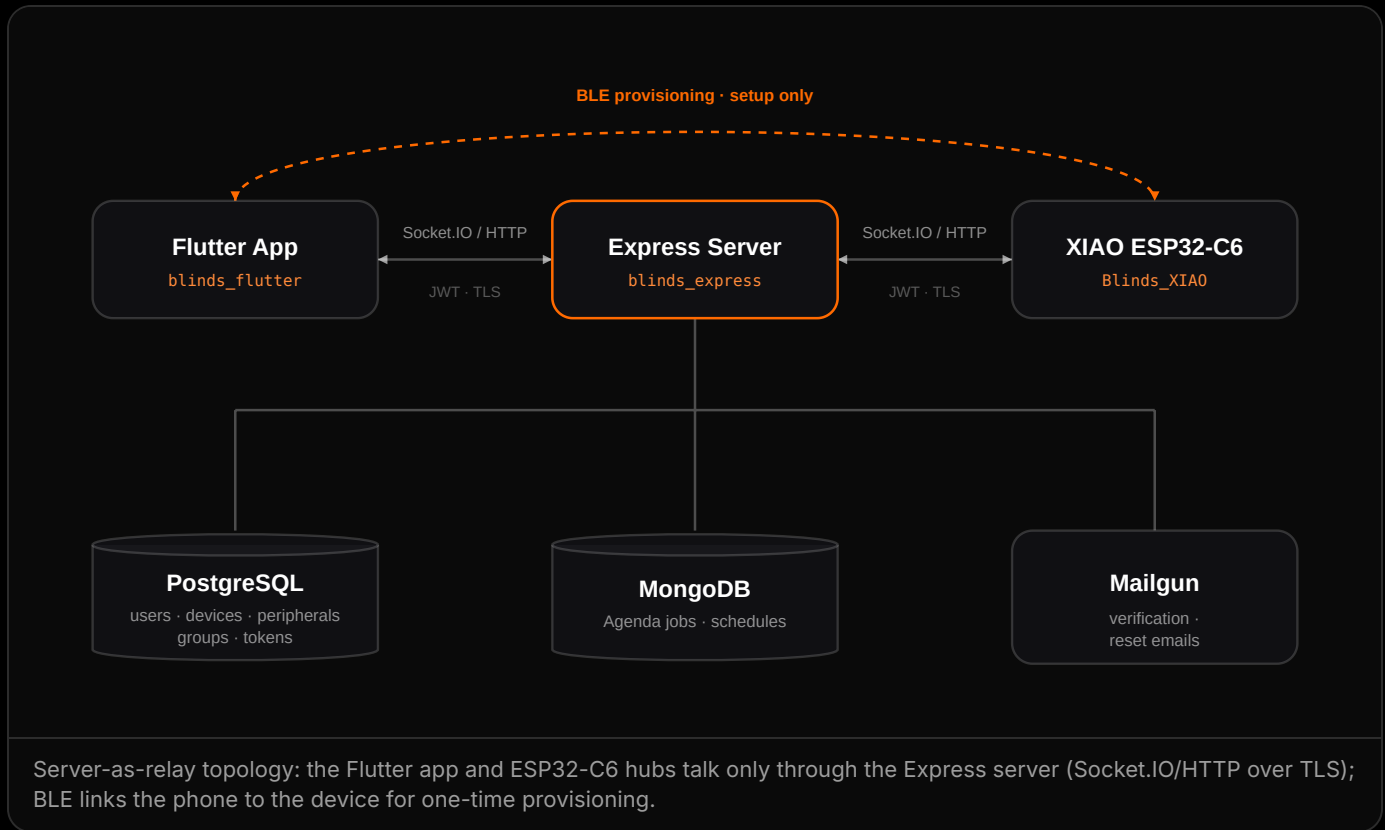 BLE provisioning · setup only
Flutter App
blinds_flutter
Socket.IO / HTTP
JWT · TLS
Express Server
blinds_express
Socket.IO / HTTP
JWT · TLS
XIAO ESP32-C6
Blinds_XIAO
PostgreSQL
users · devices · peripherals
groups · tokens
MongoDB
Agenda jobs · schedules
Mailgun
verification ·
reset emails
Server-as-relay topology: the Flutter app and ESP32-C6 hubs talk only through the Express server (Socket.IO/HTTP over TLS);
BLE links the phone to the device for one-time provisioning.